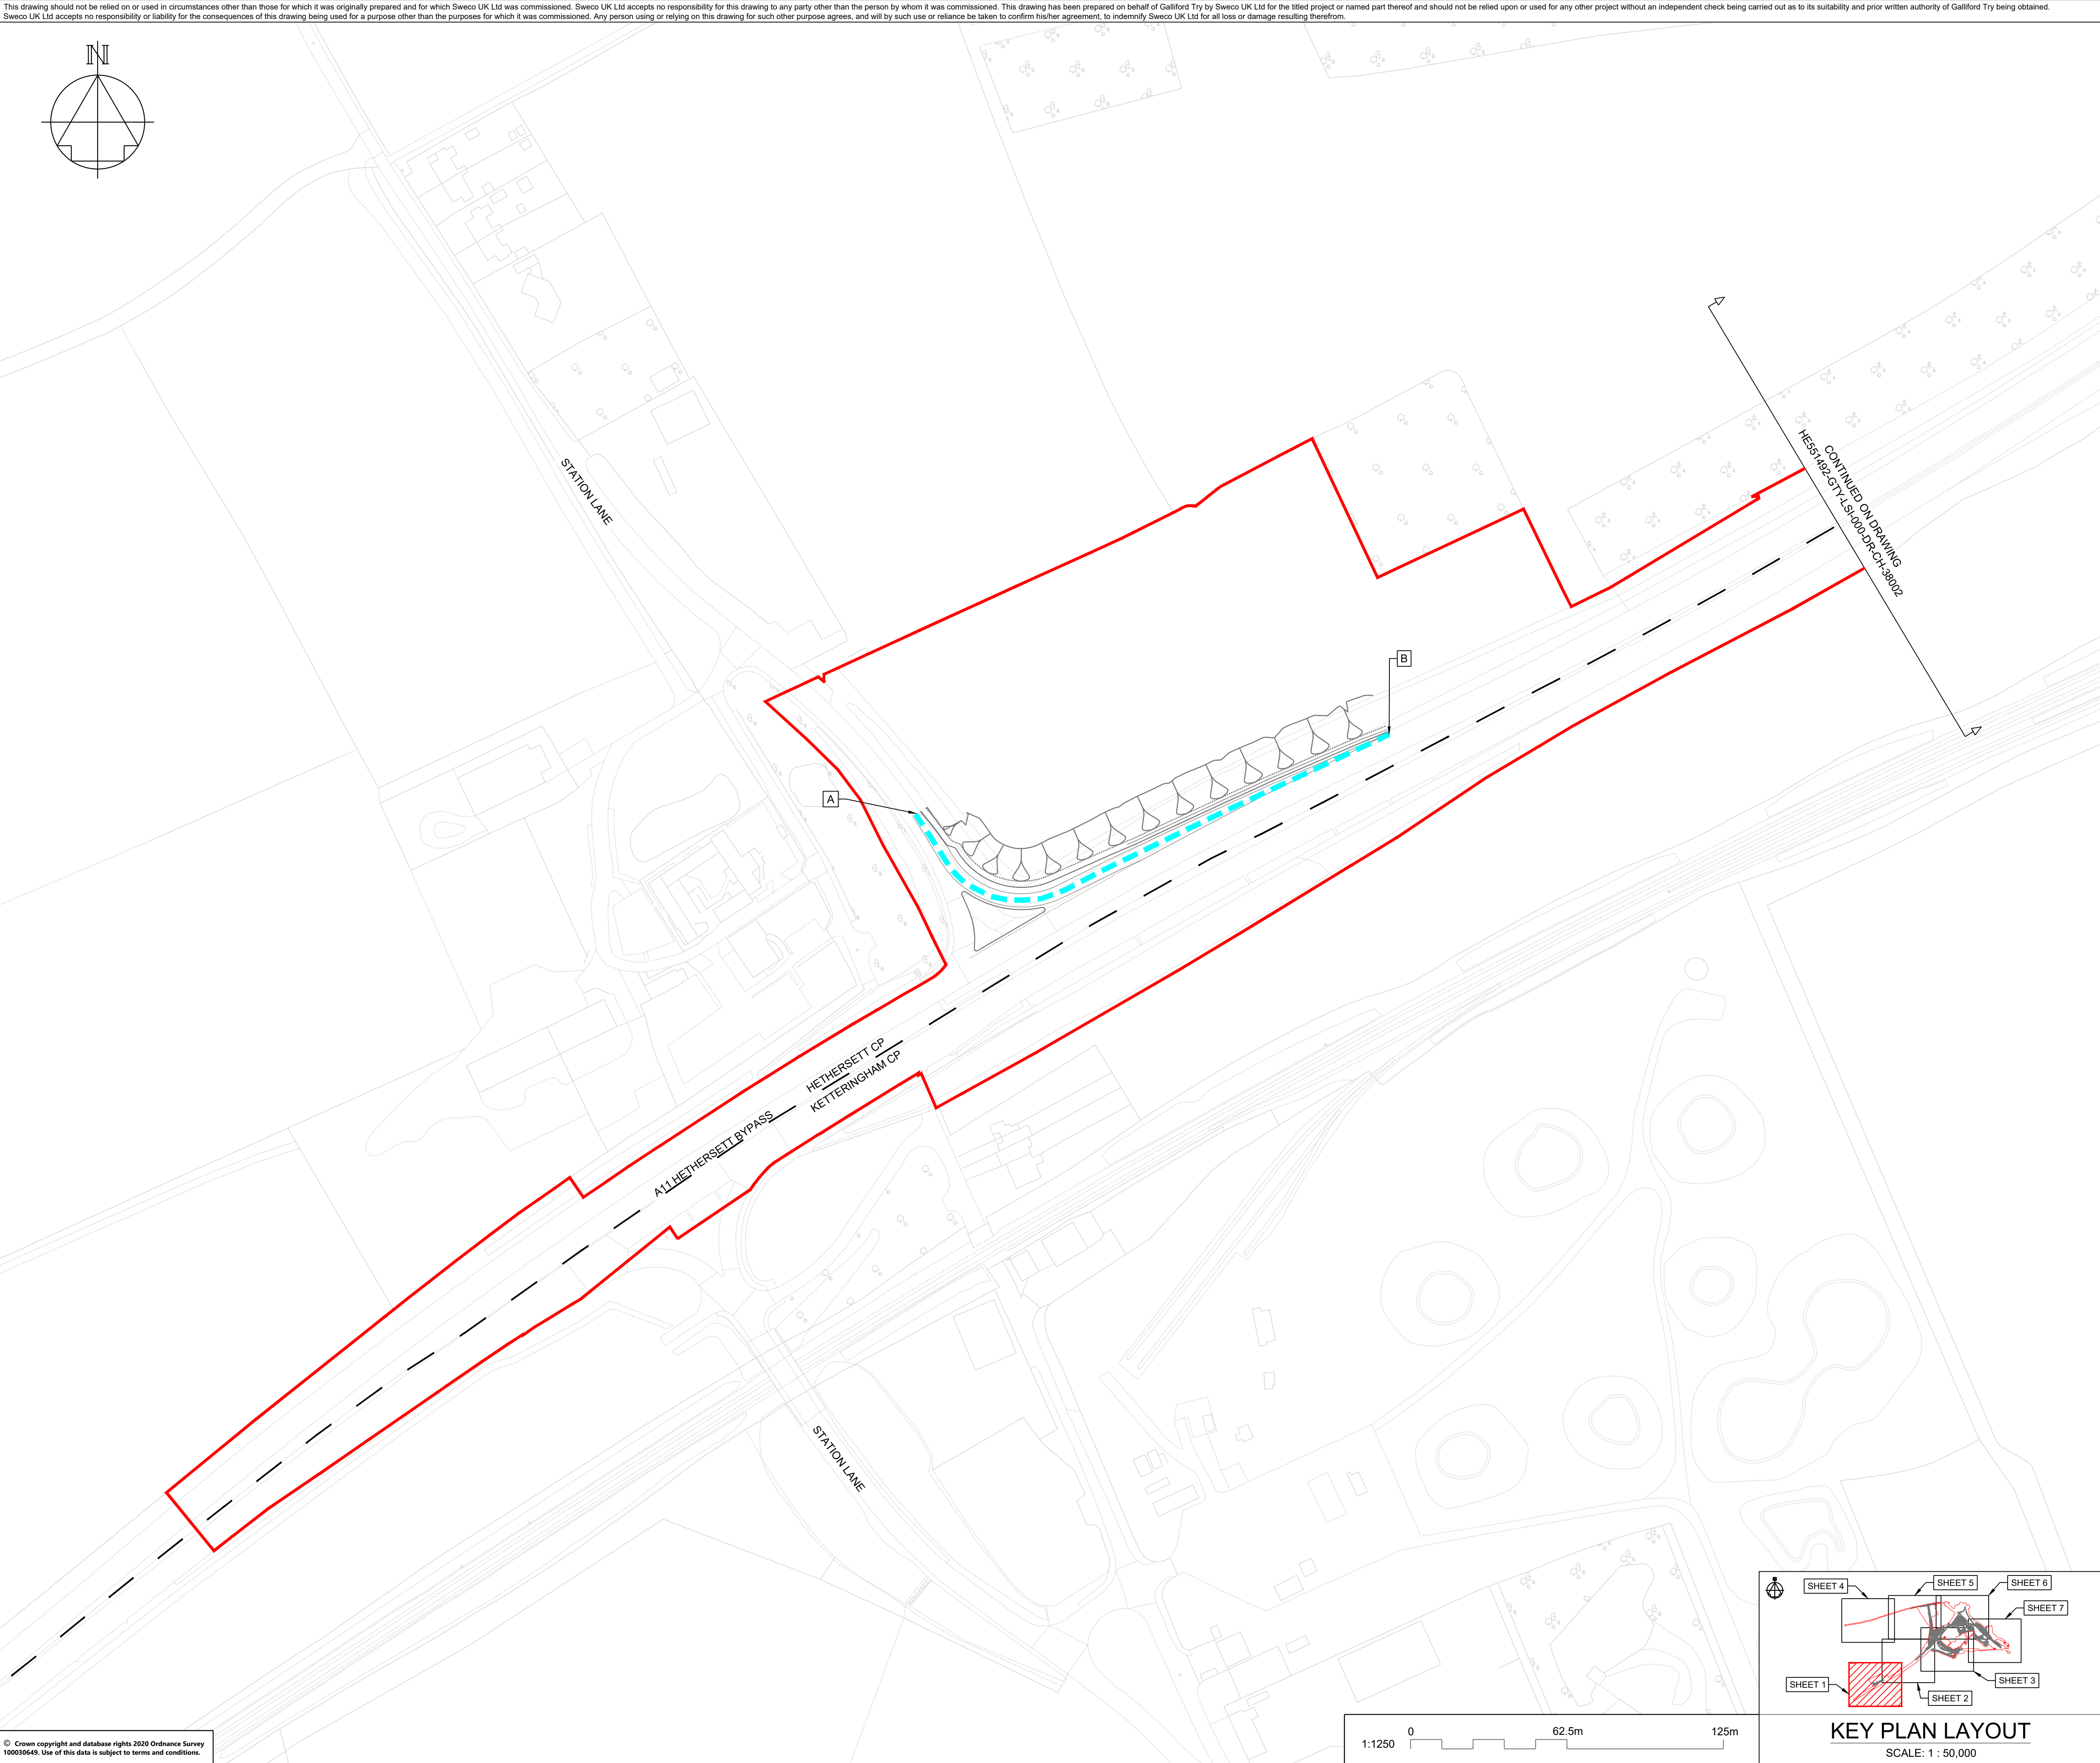 This drawing should not be relied on or used in circumstances other than those for which it was originally prepared and for which Sweco UK Ltd was commissioned. Sweco UK Ltd accepts no responsibility for this drawing to any party other than the person by whom it was commissioned. This drawing has been prepared on behalf of Galliford Try by Sweco UK Ltd for the titled project or named part thereof and should not be relied upon or used for any other project without an independent check being carried out as to its suitability and prior written authority of Galliford Try being obtained.
Sweco UK Ltd accepts no responsibility or liability for the consequences of this drawing being used for a purpose other than the purposes for which it was commissioned. Any person using or relying on this drawing for such other purpose agrees, and will by such use or reliance be taken to confirm his/her agreement, to indemnify Sweco UK Ltd for all loss or damage resulting therefrom.
N
STATION LANE
CONTINUED ON DRAWING
HE551492-GTY-LSI-000-DR-CH-38002
B
A
HETHERSETT CP
KETTERINGHAM CP
A11 HETHERSETT BYPASS
STATION LANE
SHEET 4
SHEET 5
SHEET 6
SHEET 7
SHEET 1
SHEET 2
SHEET 3
KEY PLAN LAYOUT
SCALE: 1 : 50,000
1:1250
0
62.5m
125m
© Crown copyright and database rights 2020 Ordnance Survey
100030649. Use of this data is subject to terms and conditions.